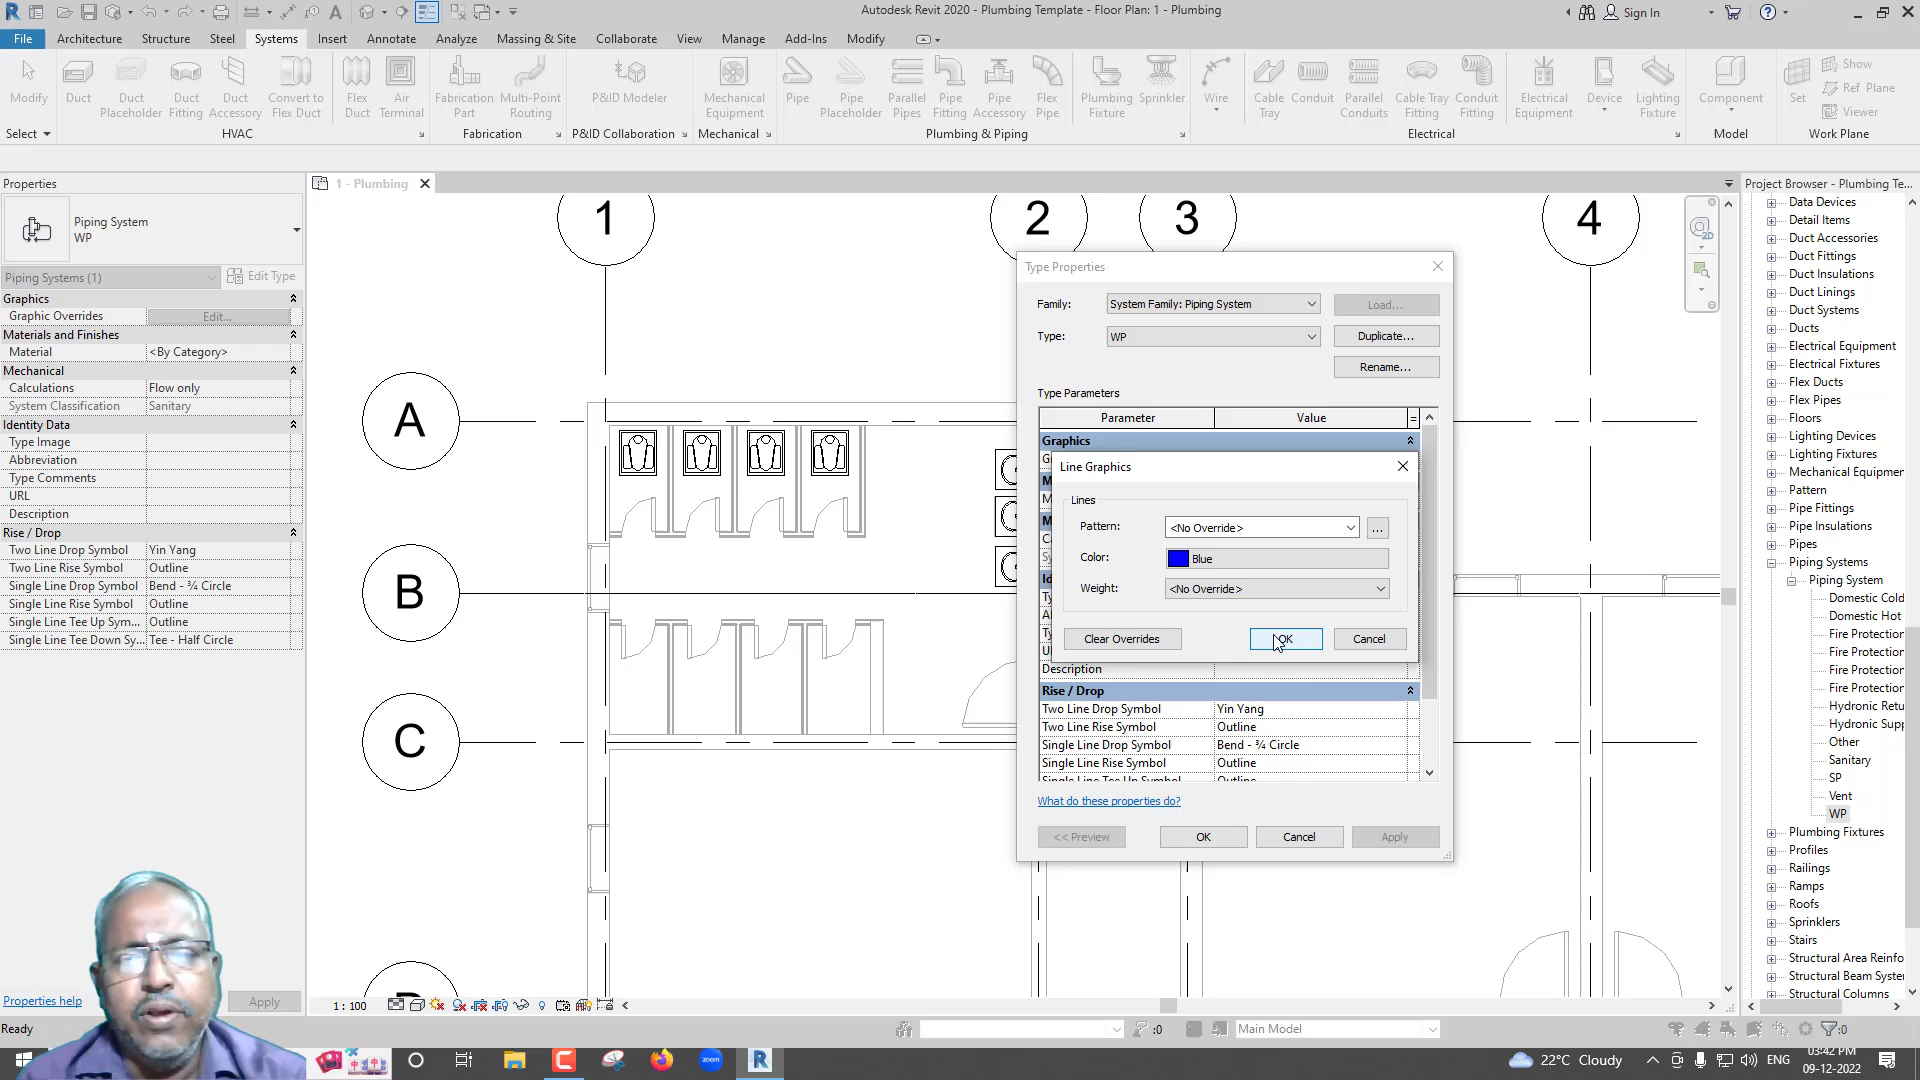 Autodesk Revit 2020 - Plumbing Template - Floor Plan: 1 - Plumbing
Sign In
File Architecture Structure Steel Systems Insert Annotate Analyze Massing & Site Collaborate View Manage Add-Ins Modify
Modify
Duct
Duct Placeholder
Duct Fitting
Duct Accessory
Convert to Flex Duct
Flex Duct
Air Terminal
Fabrication Part
Multi-Point Routing
P&ID Modeler
Mechanical Equipment
Pipe
Pipe Placeholder
Parallel Pipes
Pipe Fitting
Pipe Accessory
Flex Pipe
Plumbing Fixture
Sprinkler
Wire
Cable Tray
Conduit
Parallel Conduits
Cable Tray Fitting
Conduit Fitting
Electrical Equipment
Device
Lighting Fixture
Component
Set
Show
Ref Plane
Viewer
Select HVAC Fabrication P&ID Collaboration Mechanical Plumbing & Piping Electrical Model Work Plane
Properties
Piping System
WP
Piping Systems (1) Edit Type
Graphics
Graphic Overrides Edit...
Materials and Finishes
Material <By Category>
Mechanical
Calculations Flow only
System Classification Sanitary
Identity Data
Type Image
Abbreviation
Type Comments
URL
Description
Rise / Drop
Two Line Drop Symbol Yin Yang
Two Line Rise Symbol Outline
Single Line Drop Symbol Bend - ¾ Circle
Single Line Rise Symbol Outline
Single Line Tee Up Sym... Outline
Single Line Tee Down Sy... Tee - Half Circle
Properties help Apply
1 - Plumbing
1 2 3 4
A
B
C
Type Properties
Family: System Family: Piping System Load...
Type: WP Duplicate...
Rename...
Type Parameters
Parameter Value =
Graphics
Line Graphics
Lines
Pattern: <No Override> ...
Color: Blue
Weight: <No Override>
Clear Overrides OK Cancel
Description
Rise / Drop
Two Line Drop Symbol Yin Yang
Two Line Rise Symbol Outline
Single Line Drop Symbol Bend - ¾ Circle
Single Line Rise Symbol Outline
Single Line Tee Up Symbol Outline
What do these properties do?
<< Preview OK Cancel Apply
Project Browser - Plumbing Te...
Data Devices
Detail Items
Duct Accessories
Duct Fittings
Duct Insulations
Duct Linings
Duct Systems
Ducts
Electrical Equipment
Electrical Fixtures
Flex Ducts
Flex Pipes
Floors
Lighting Devices
Lighting Fixtures
Mechanical Equipmen
Pattern
Pipe Fittings
Pipe Insulations
Pipes
Piping Systems
Piping System
Domestic Cold
Domestic Hot
Fire Protection
Fire Protection
Fire Protection
Fire Protection
Hydronic Retu
Hydronic Supp
Other
Sanitary
SP
Vent
WP
Plumbing Fixtures
Profiles
Railings
Ramps
Roofs
Sprinklers
Stairs
Structural Area Reinfo
Structural Beam System
Structural Columns
1 : 100
Ready :0 Main Model :0
zoom
22°C Cloudy ENG 03:42 PM
09-12-2022